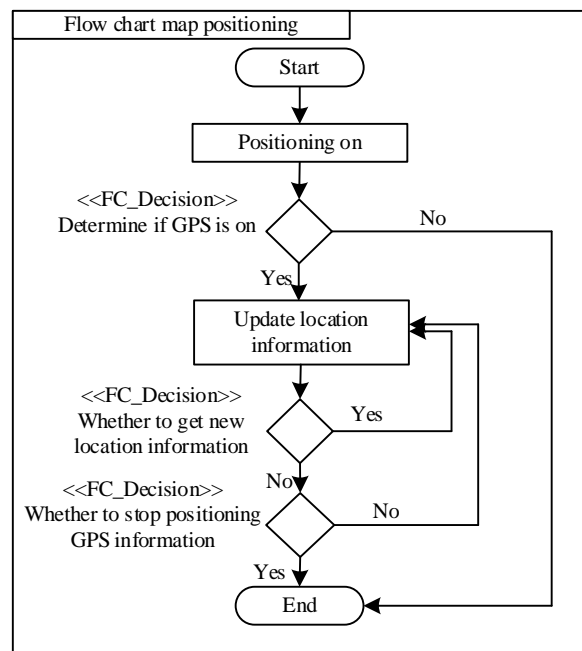 Flow chart map positioning
Start
Positioning on
<<FC_Decision>>
Determine if GPS is on
No
Yes
Update location
information
<<FC_Decision>>
Whether to get new
location information
Yes
No
<<FC_Decision>>
Whether to stop positioning
GPS information
No
Yes
End